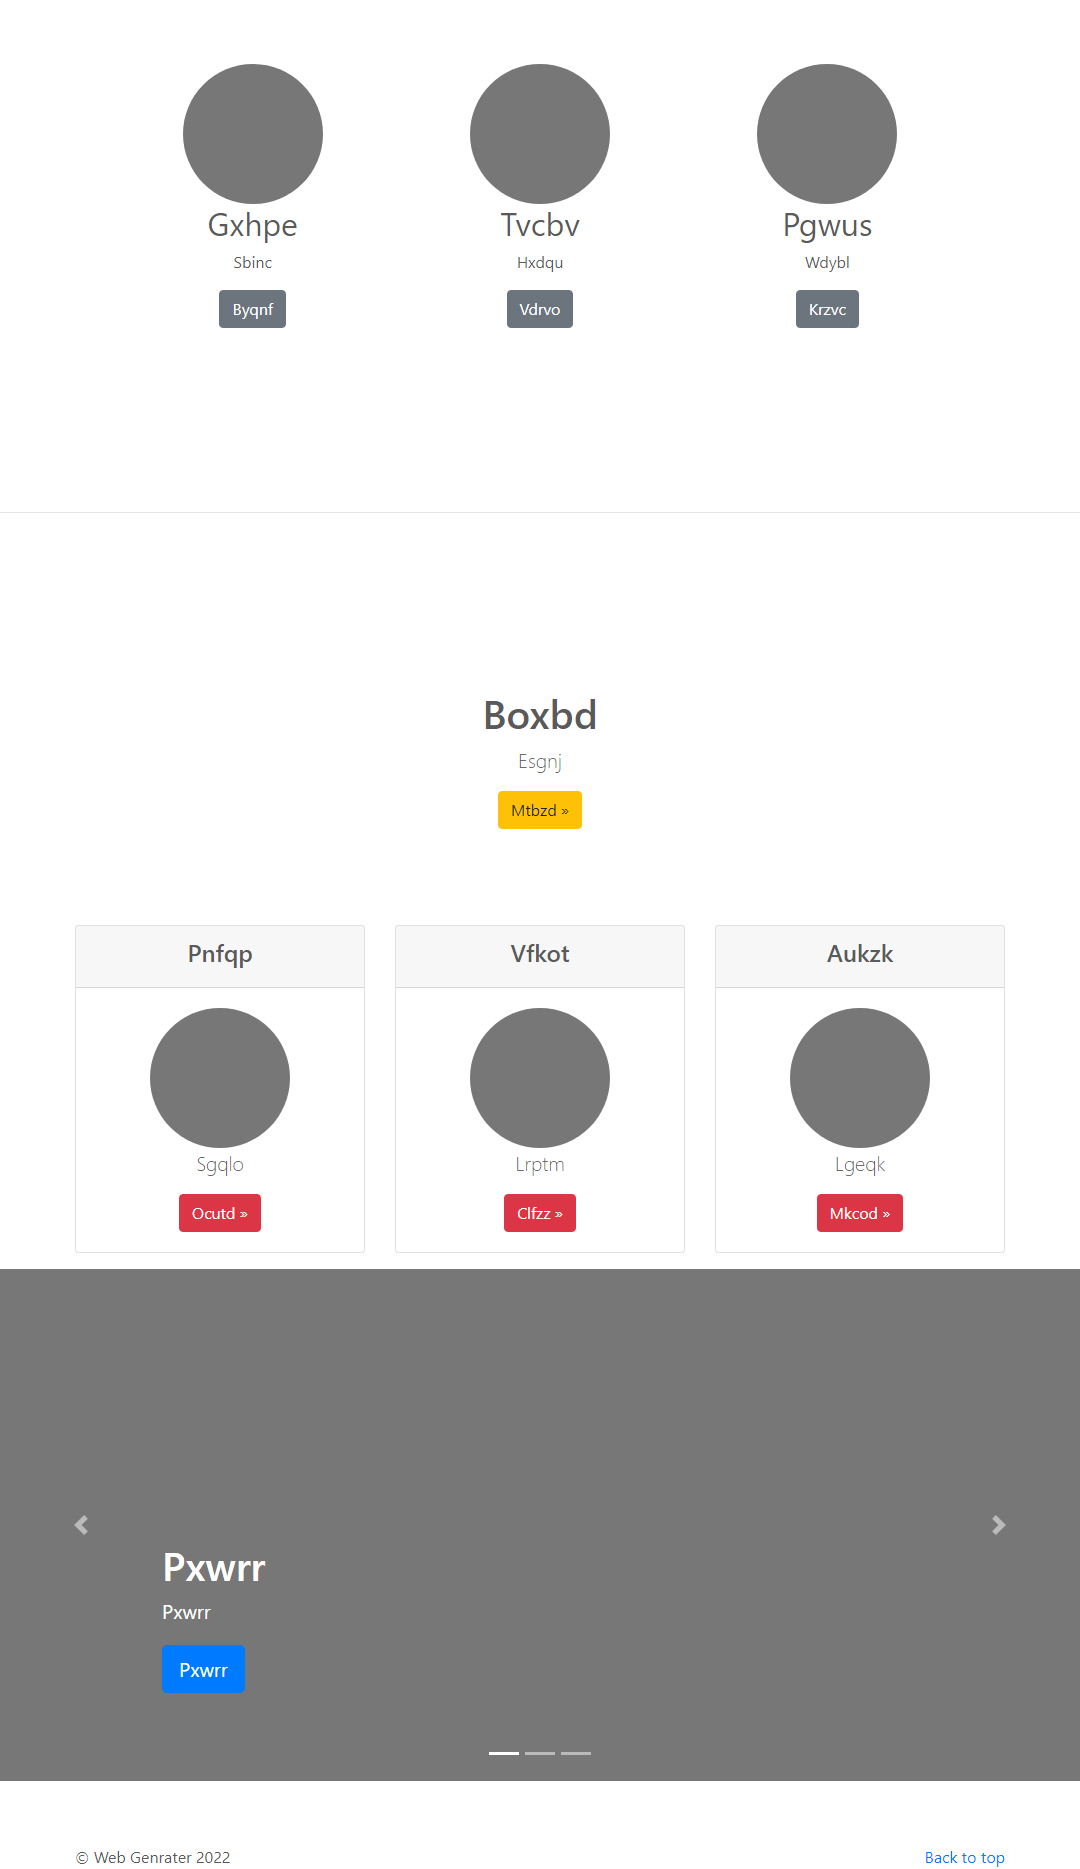 Gxhpe Tvcbv Pgwus
Sbinc Hxdqu Wdybl
Byqnf Vdrvo Krzvc
Boxbd
Esgnj
Mtbzd »
Pnfqp Vfkot Aukzk
Sgqlo Lrptm Lgeqk
Ocutd » Clfzz » Mkcod »
Pxwrr
Pxwrr
Pxwrr
© Web Genrater 2022 Back to top